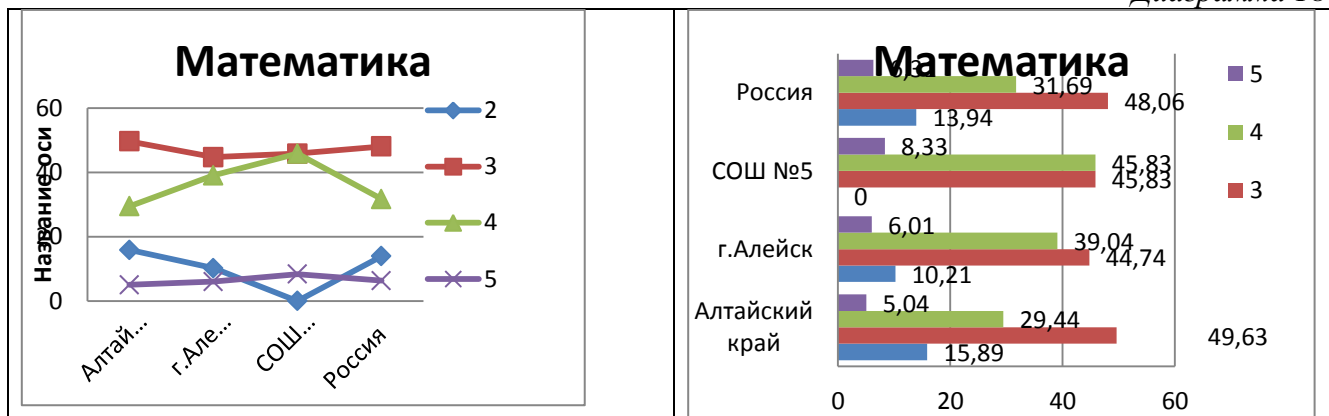 Математика
60
40
20
0
Название оси
Алтай...
г.Але...
СОШ...
Россия
2
3
4
5
Математика
Россия
31,69
48,06
13,94
СОШ №5
8,33
45,83
45,83
0
г.Алейск
6,01
39,04
44,74
10,21
Алтайский
край
5,04
29,44
49,63
15,89
0
20
40
60
5
4
3